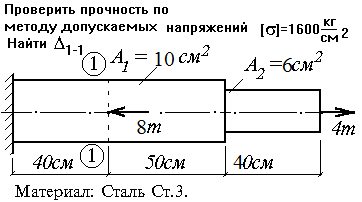 Проверить прочность по
методу допускаемых напряжений [σ]=1600 кг/см2
Найти Δ1-1
1
A1 = 10 см2
A2 = 6см2
8т
4т
1
40см
50см
40см
Материал: Сталь Ст.3.